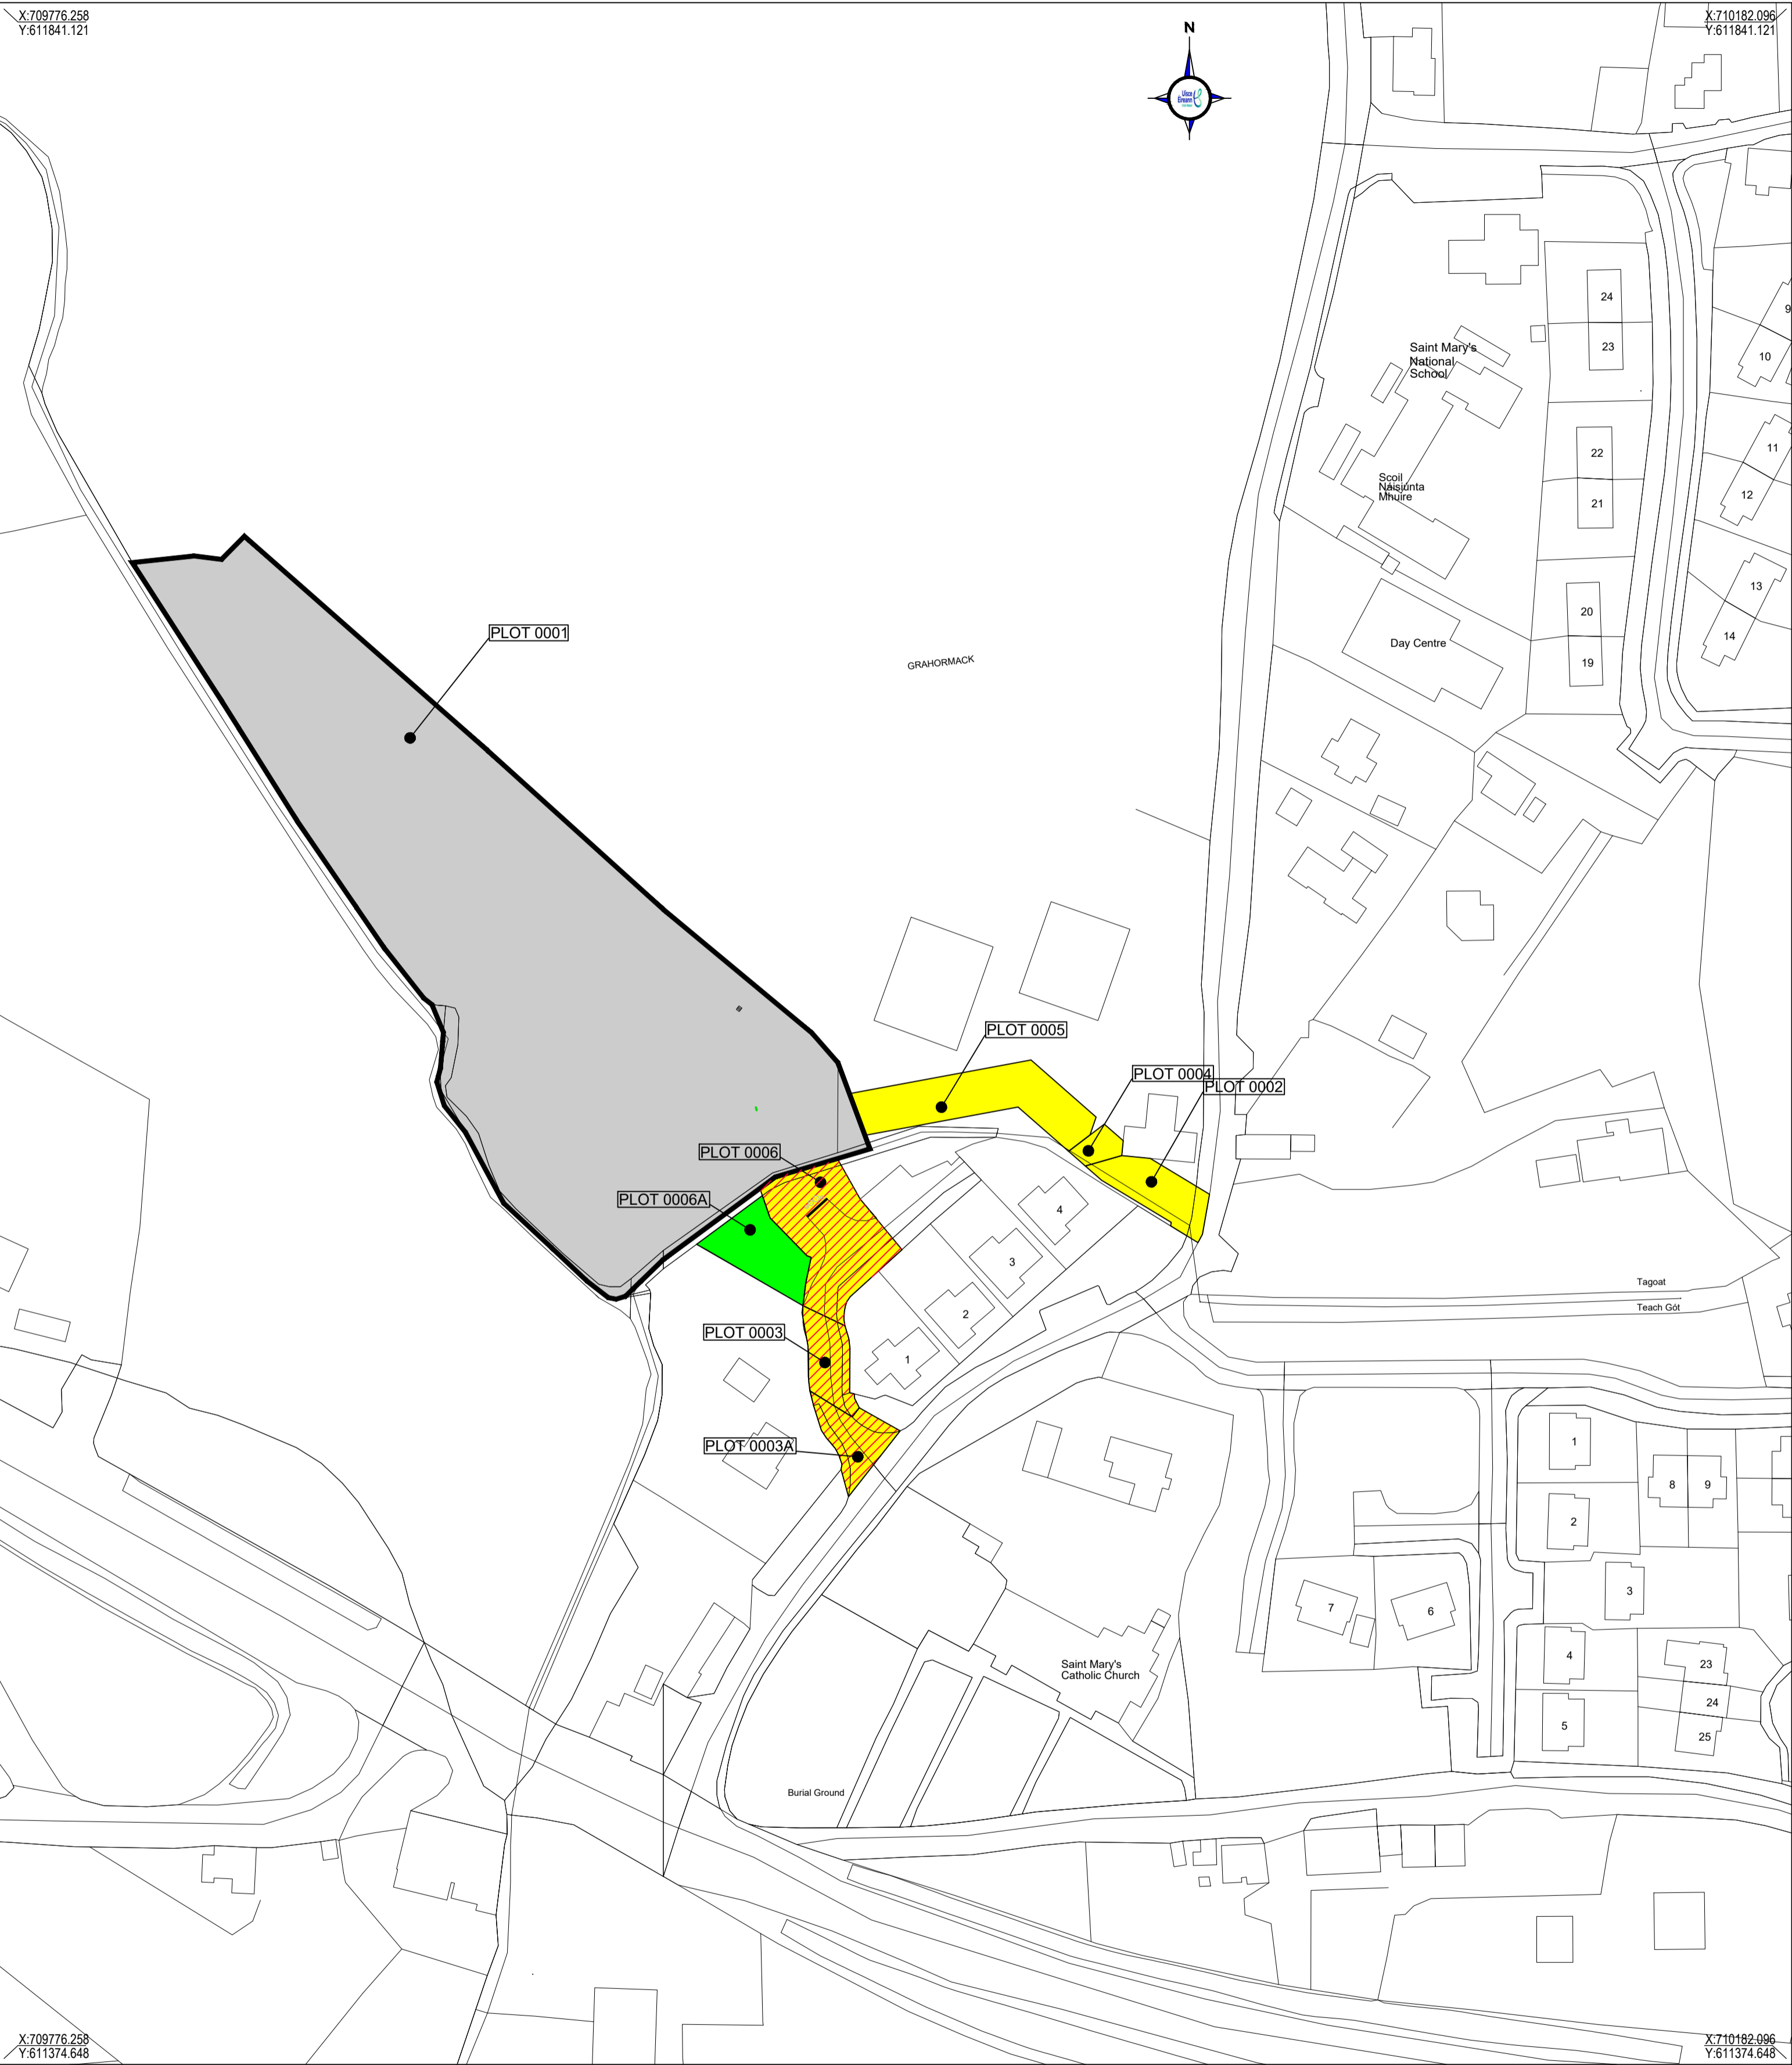 X:709776.258
Y:611841.121
X:710182.096
Y:611841.121
N
Uisce
Éireann
24
23
9
10
Saint Mary's
National
School
22
21
11
12
Scoil
Náisiúnta
Mhuire
20
19
13
14
Day Centre
PLOT 0001
GRAHORMACK
PLOT 0005
PLOT 0004
PLOT 0002
PLOT 0006
PLOT 0006A
4
3
2
1
PLOT 0003
PLOT 0003A
Tagoat
Teach Gót
1
2
3
4
5
8
9
7
6
23
24
25
Saint Mary's
Catholic Church
Burial Ground
X:709776.258
Y:611374.648
X:710182.096
Y:611374.648